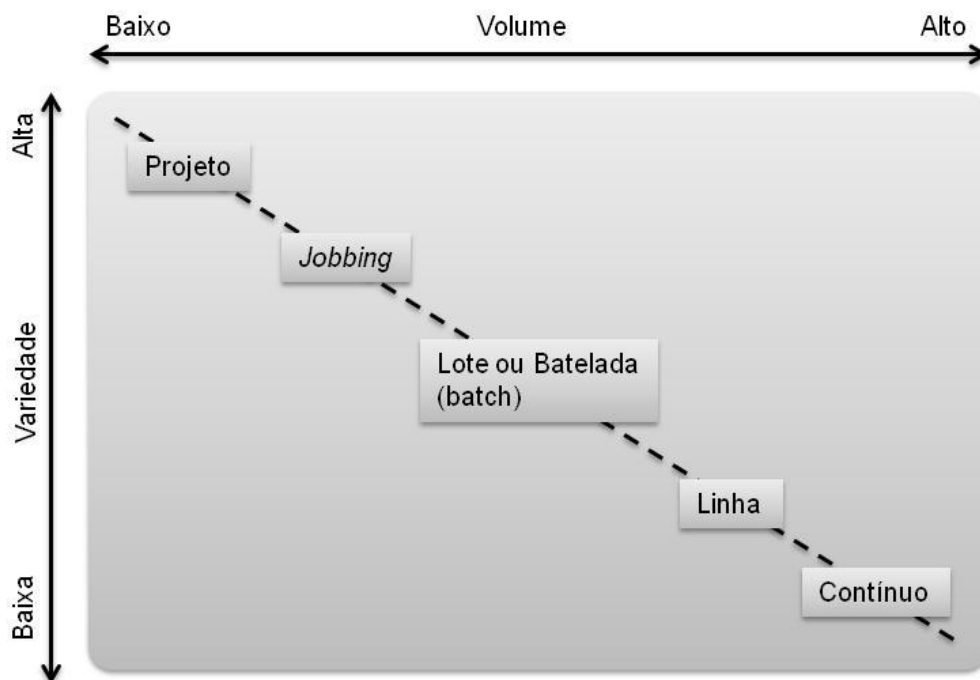 Baixo Volume Alto
Alta
Projeto
Jobbing
Variedade
Lote ou Batelada
(batch)
Linha
Contínuo
Baixa